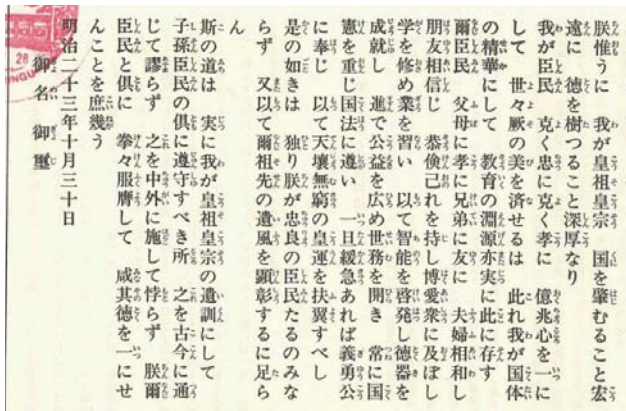 朕惟うに 我が皇祖皇宗 国を肇むること宏
遠に 徳を樹つること深厚なり
我が臣民 克く忠に克く孝に 億兆心を一に
して 世々厥の美を済せるは 此れ我が国体
の精華にして 教育の淵源亦実に此に存す
爾臣民 父母に孝に兄弟に友に 夫婦相和し
朋友相信じ 恭倹己れを持し博愛衆に及ぼし
学を修め業を習い 以て智能を啓発し徳器を
成就し 進で公益を広め世務を開き 常に国
憲を重じ国法に遵い 一旦緩急あれば義勇公
に奉じ 以て天壌無窮の皇運を扶翼すべし
是の如きは 独り朕が忠良の臣民たるのみな
らず 又以て爾祖先の遺風を顕彰するに足ら
ん
斯の道は 実に我が皇祖皇宗の遺訓にして
子孫臣民の俱に遵守すべき所 之を古今に通
じて謬らず 之を中外に施して悖らず 朕爾
臣民と俱に 拳々服膺して 咸其徳を一にせ
んことを庶幾う
明治二十三年十月三十日
御名御璽
28